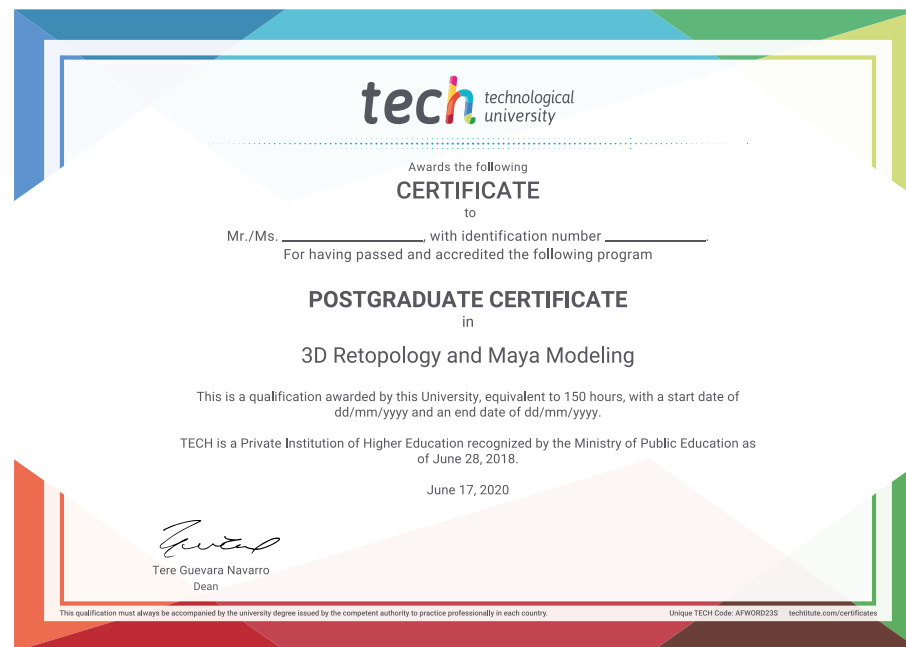 tech technological
university
Awards the following
CERTIFICATE
to
Mr./Ms. ____________, with identification number ____________.
For having passed and accredited the following program
POSTGRADUATE CERTIFICATE
in
3D Retopology and Maya Modeling
This is a qualification awarded by this University, equivalent to 150 hours, with a start date of
dd/mm/yyyy and an end date of dd/mm/yyyy.
TECH is a Private Institution of Higher Education recognized by the Ministry of Public Education as
of June 28, 2018.
June 17, 2020
Tere Guevara Navarro
Dean
This qualification must always be accompanied by the university degree issued by the competent authority to practice professionally in each country. Unique TECH Code: AFWORD23S techtitute.com/certificates